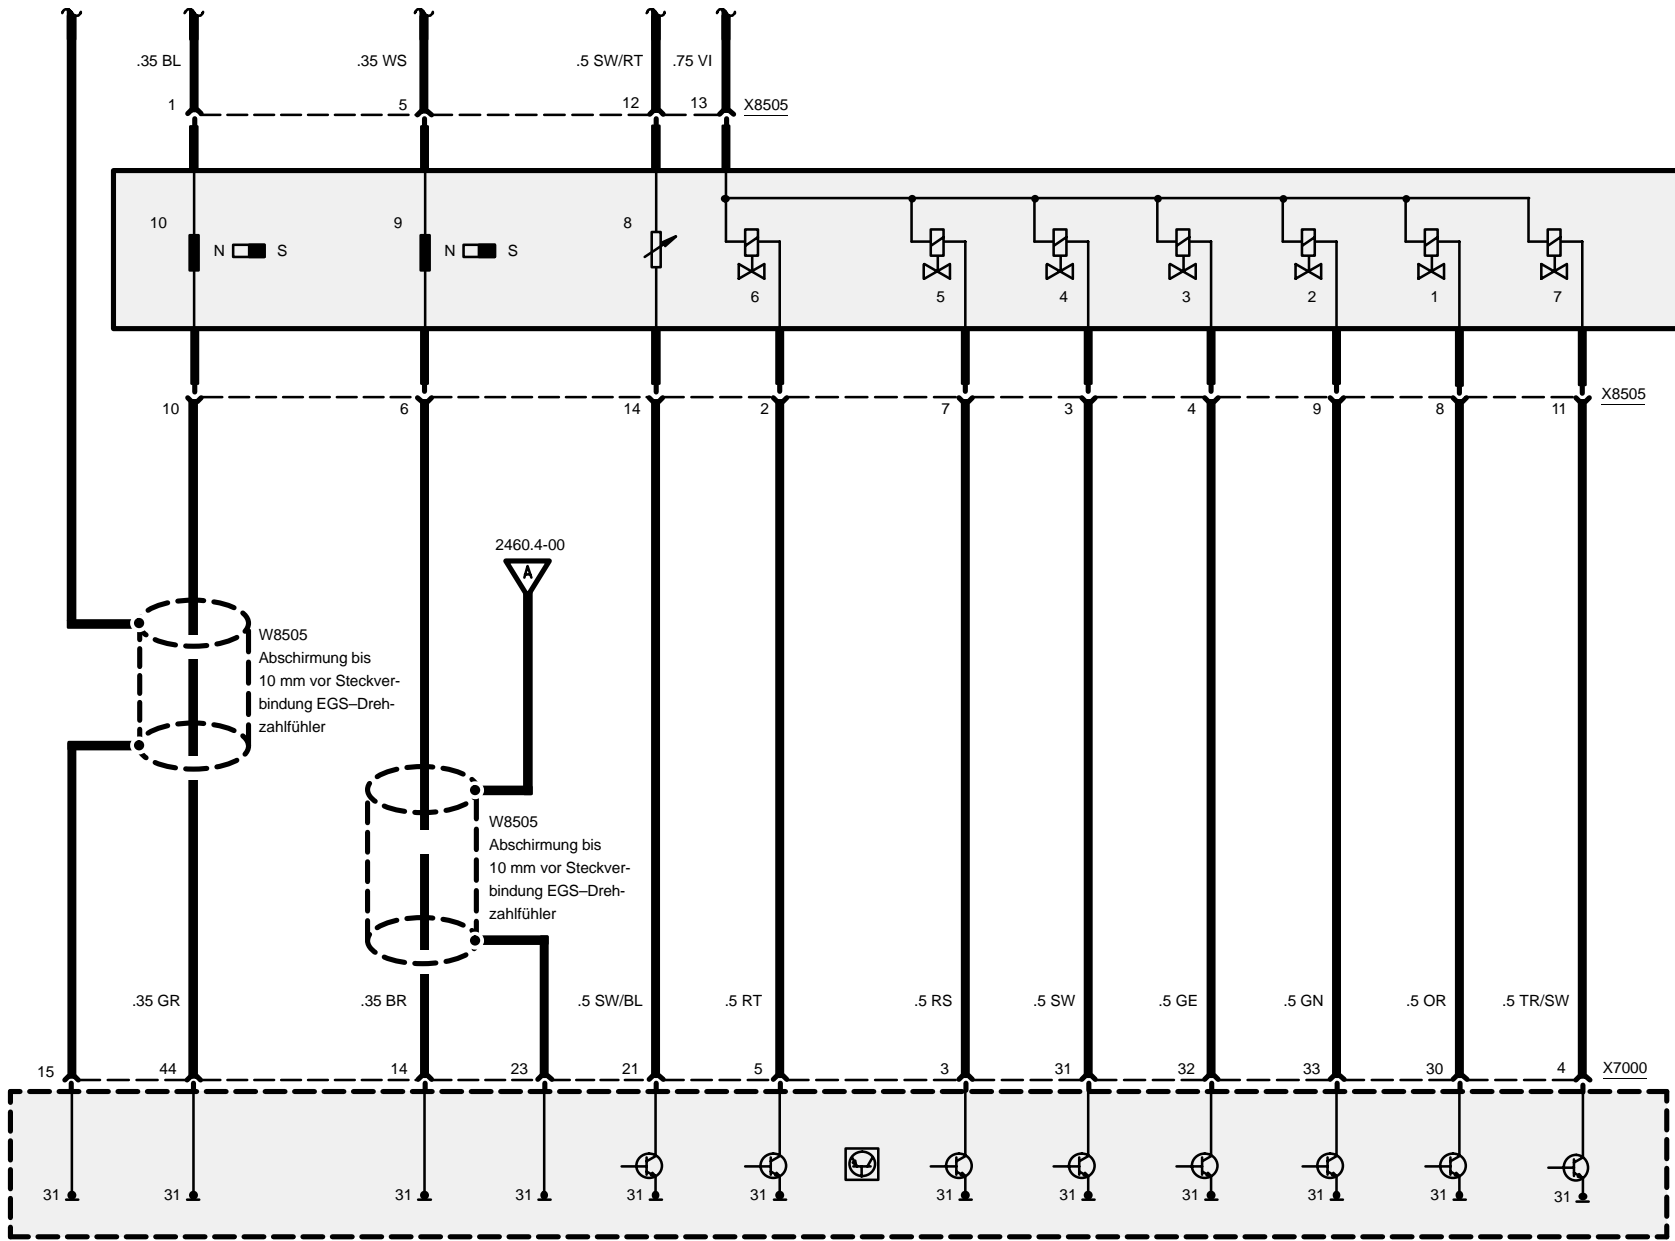 .35 BL .35 WS .5 SW/RT .75 VI
1 5 12 13 X8505
10 N S 9 N S 8
6 5 4 3 2 1 7
10 6 14 2 7 3 4 9 8 11 X8505
2460.4-00
A
W8505
Abschirmung bis
10 mm vor Steckver-
bindung EGS–Dreh-
zahlfühler
W8505
Abschirmung bis
10 mm vor Steckver-
bindung EGS–Dreh-
zahlfühler
.35 GR .35 BR .5 SW/BL .5 RT .5 RS .5 SW .5 GE .5 GN .5 OR .5 TR/SW
15 44 14 23 21 5 3 31 32 33 30 4 X7000
31 31 31 31 31 31 31 31 31 31 31 31